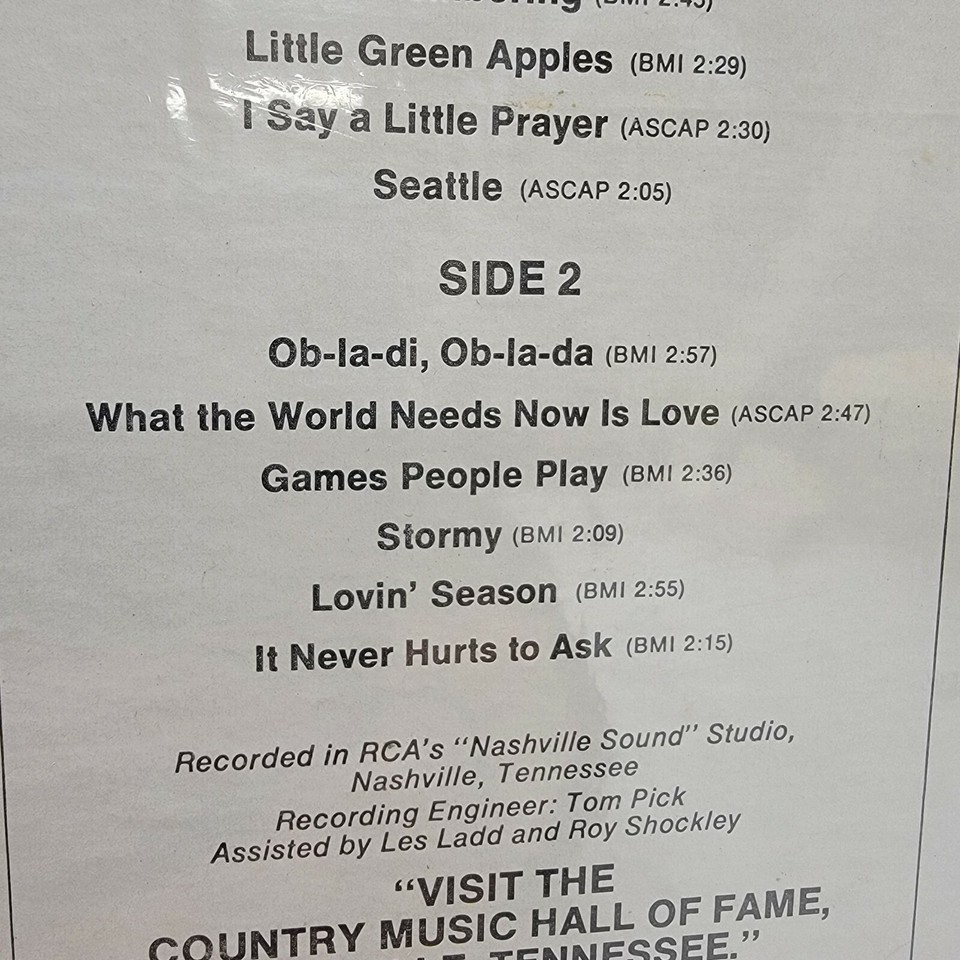 (BMI 2:45)
Little Green Apples (BMI 2:29)
I Say a Little Prayer (ASCAP 2:30)
Seattle (ASCAP 2:05)
SIDE 2
Ob-la-di, Ob-la-da (BMI 2:57)
What the World Needs Now Is Love (ASCAP 2:47)
Games People Play (BMI 2:36)
Stormy (BMI 2:09)
Lovin' Season (BMI 2:55)
It Never Hurts to Ask (BMI 2:15)
Recorded in RCA's "Nashville Sound" Studio,
Nashville, Tennessee
Recording Engineer: Tom Pick
Assisted by Les Ladd and Roy Shockley
"VISIT THE
COUNTRY MUSIC HALL OF FAME,
TENNESSEE."